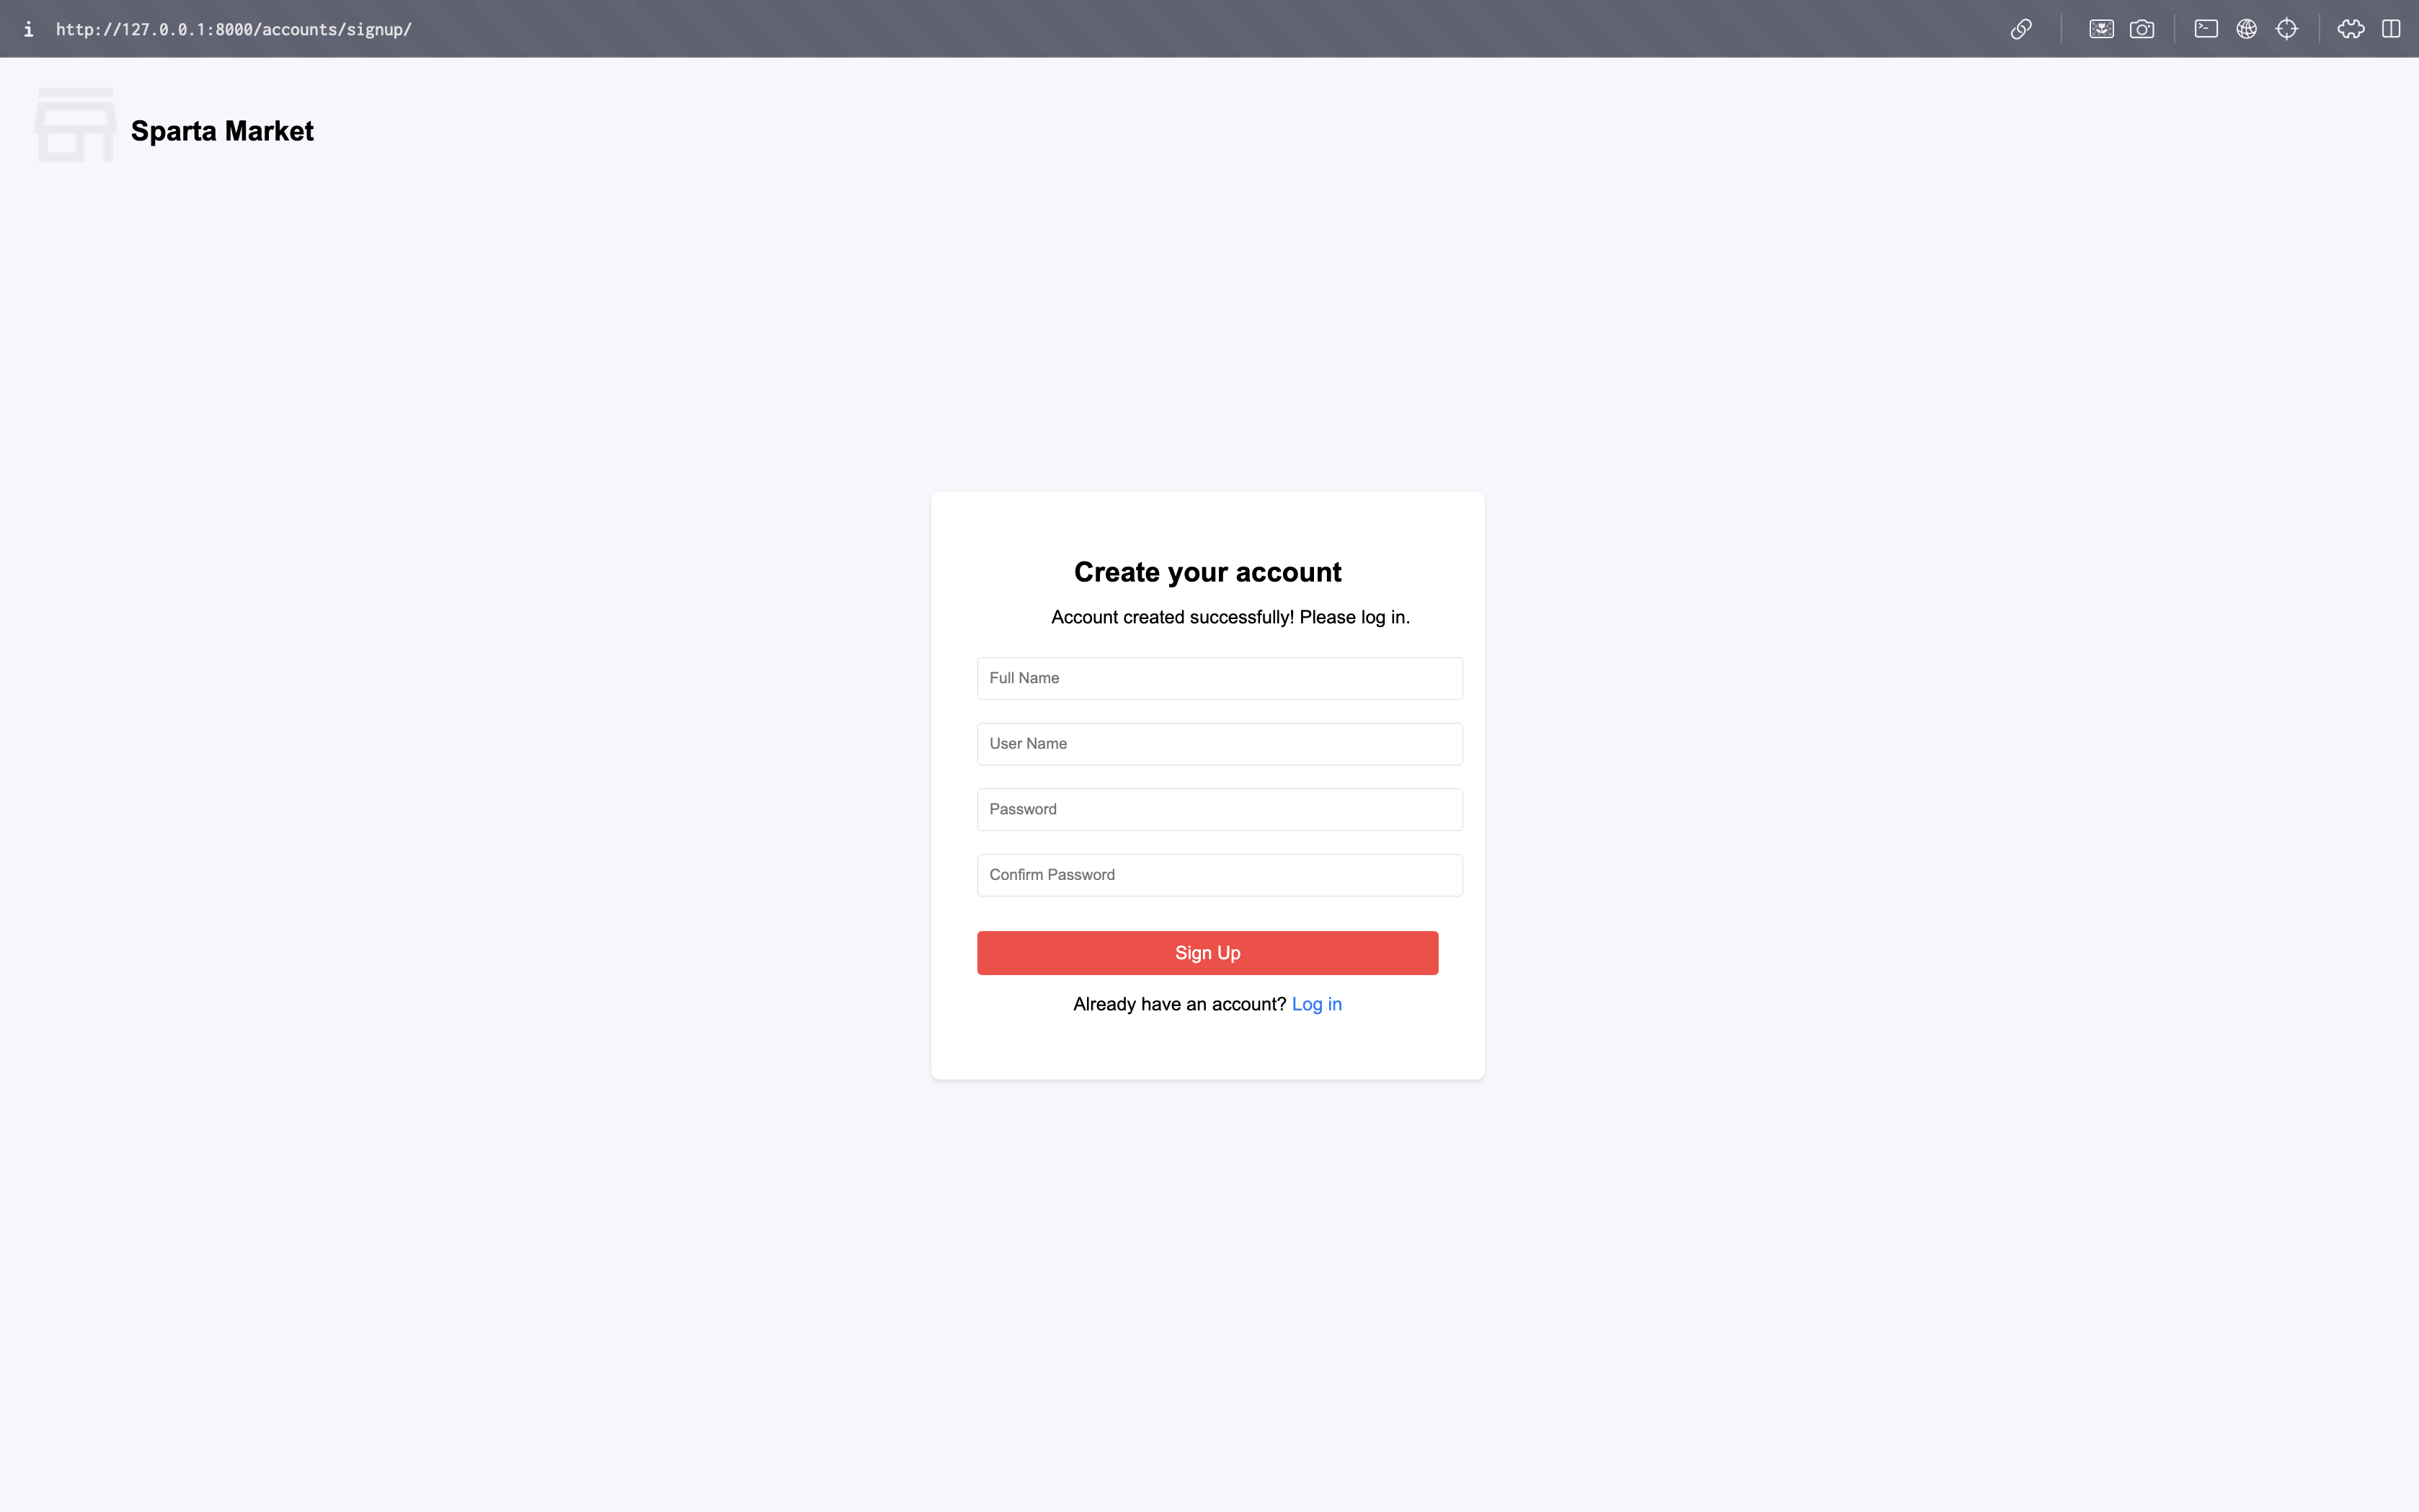 http://127.0.0.1:8000/accounts/signup/
Sparta Market
Create your account
Account created successfully! Please log in.
Full Name
User Name
Password
Confirm Password
Sign Up
Already have an account? Log in